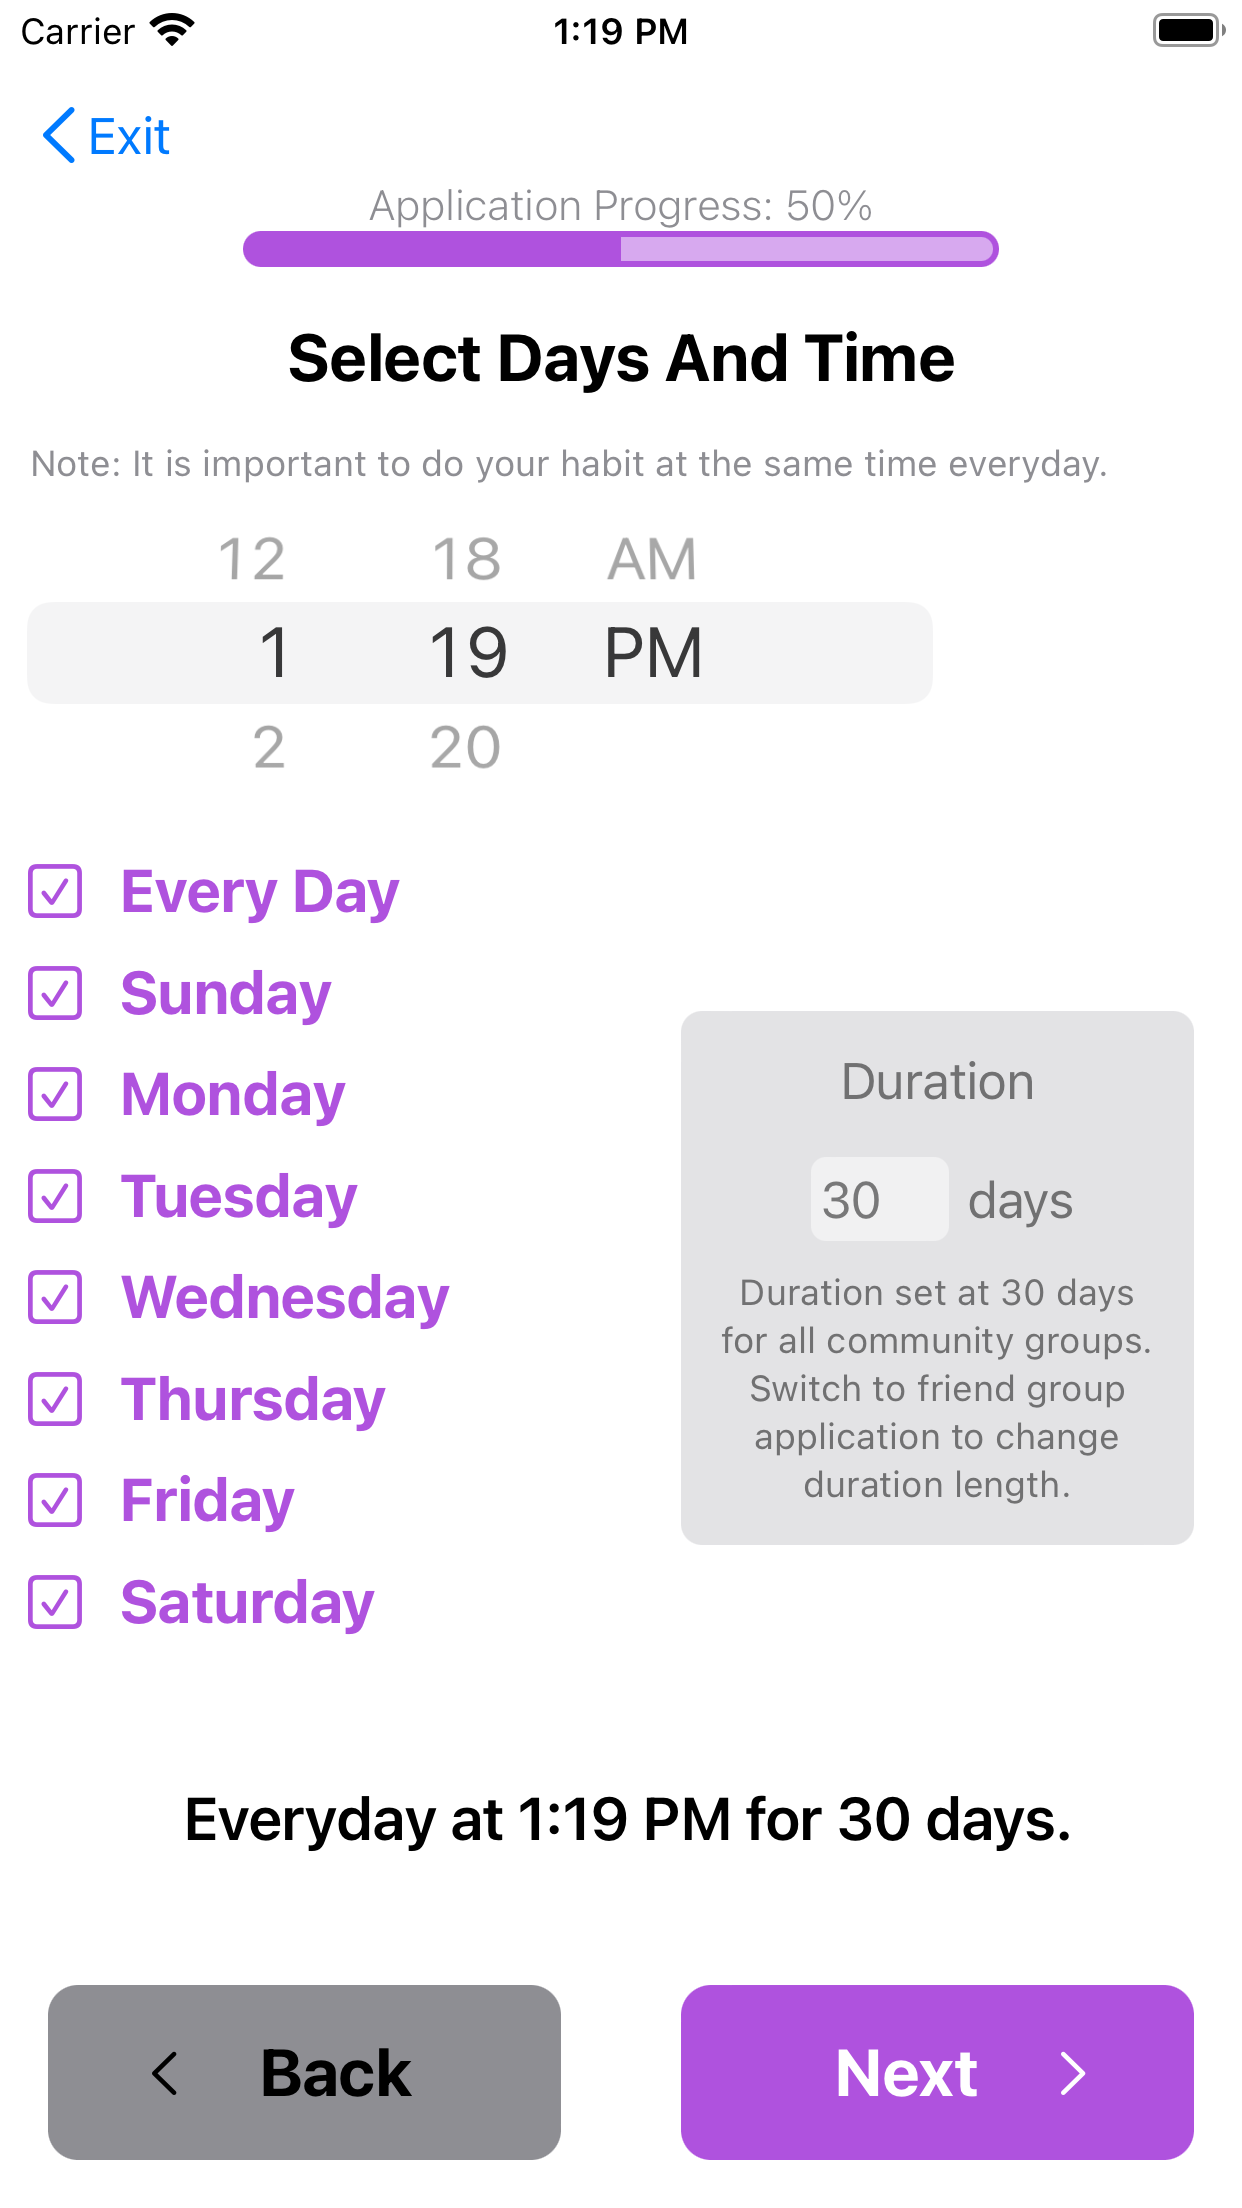 Carrier 1:19 PM
Exit
Application Progress: 50%
Select Days And Time
Note: It is important to do your habit at the same time everyday.
12 18 AM
1 19 PM
2 20
Every Day
Sunday
Monday
Tuesday
Wednesday
Thursday
Friday
Saturday
Duration
30 days
Duration set at 30 days
for all community groups.
Switch to friend group
application to change
duration length.
Everyday at 1:19 PM for 30 days.
Back
Next